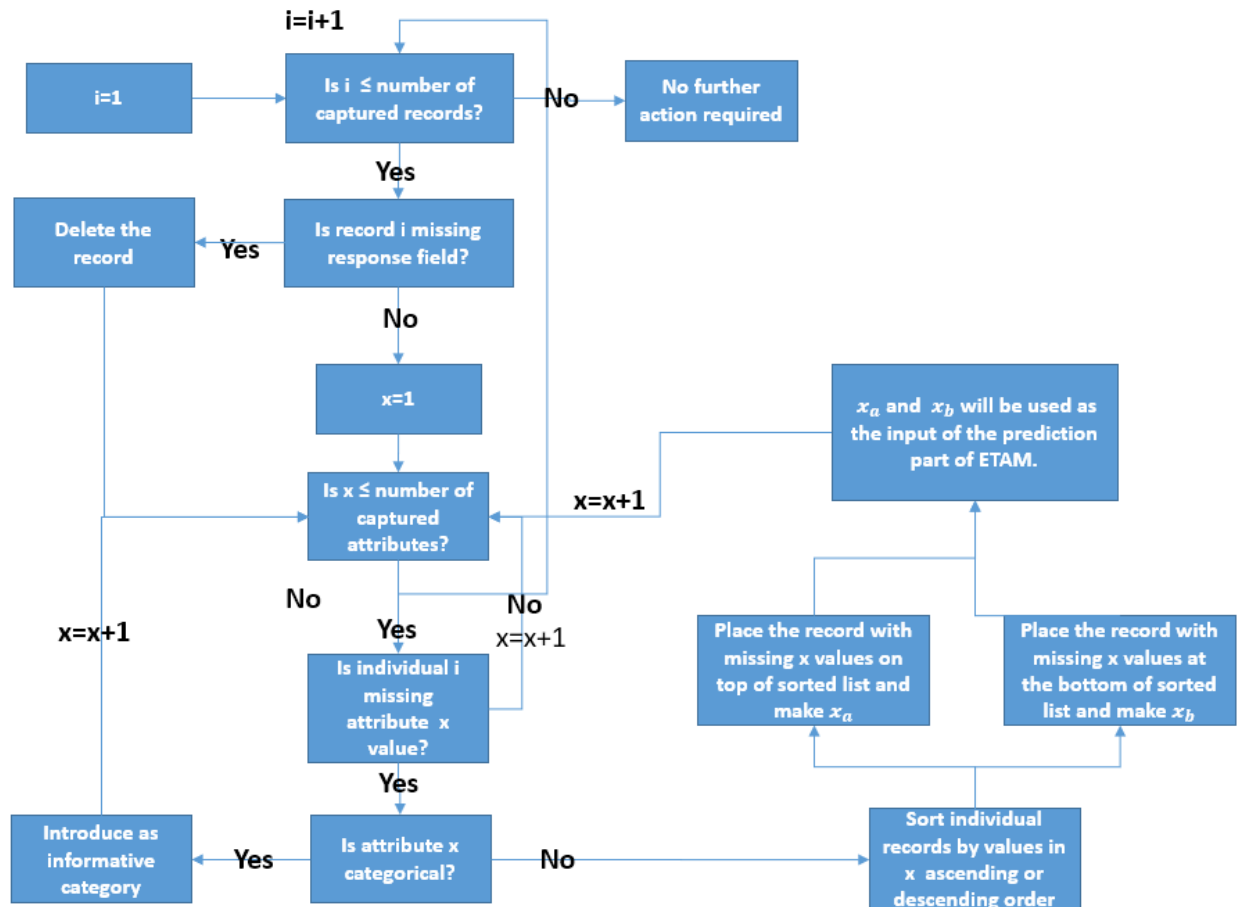 i=i+1
i=1
Is i ≤ number of
captured records?
No
No further
action required
Yes
Delete the
record
Yes
Is record i missing
response field?
No
x=1
𝑥ₐ and 𝑥_b will be used as
the input of the prediction
part of ETAM.
Is x ≤ number of
captured
attributes?
x=x+1
No
Yes
No
x=x+1
x=x+1
Is individual i
missing
attribute x
value?
Place the record with
missing x values on
top of sorted list and
make 𝑥ₐ
Place the record with
missing x values at
the bottom of sorted
list and make 𝑥_b
Yes
Introduce as
informative
category
Yes
Is attribute x
categorical?
No
Sort individual
records by values in
x ascending or
descending order